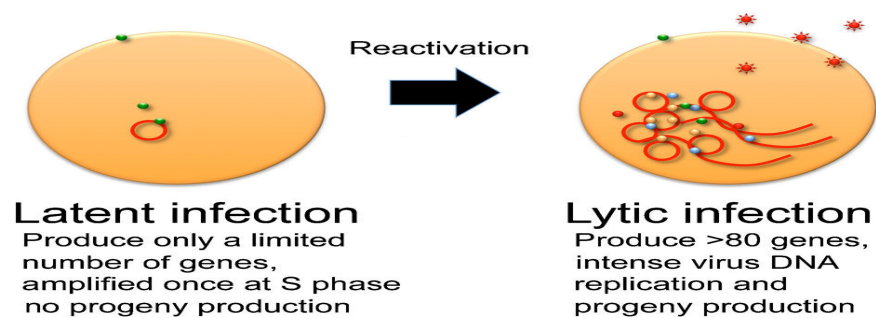 Reactivation
Latent infection
Produce only a limited
number of genes,
amplified once at S phase
no progeny production
Lytic infection
Produce >80 genes,
intense virus DNA
replication and
progeny production